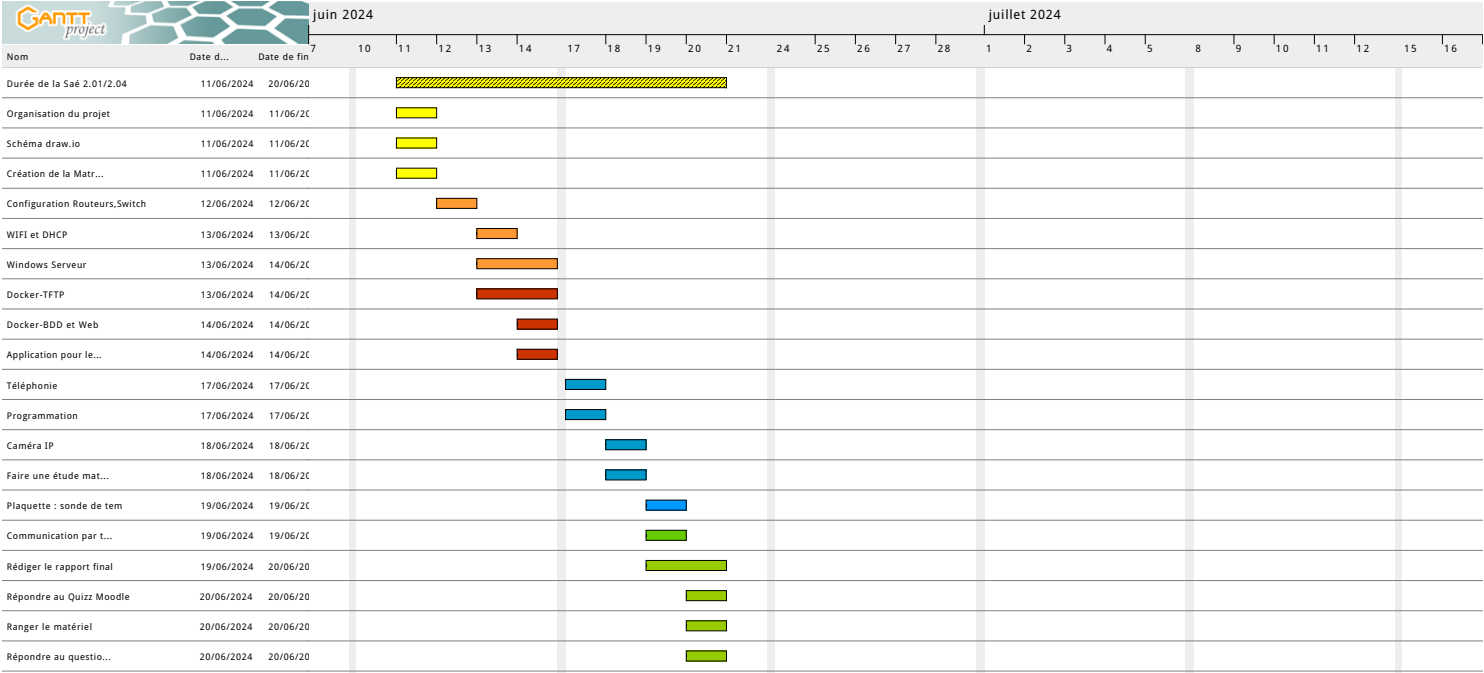 GANTT
project
juin 2024
juillet 2024
7 10 11 12 13 14 17 18 19 20 21 24 25 26 27 28 1 2 3 4 5 8 9 10 11 12 15 16
Nom Date d... Date de fin
Durée de la Saé 2.01/2.04 11/06/2024 20/06/20
Organisation du projet 11/06/2024 11/06/20
Schéma draw.io 11/06/2024 11/06/20
Création de la Matr... 11/06/2024 11/06/20
Configuration Routeurs,Switch 12/06/2024 12/06/20
WIFI et DHCP 13/06/2024 13/06/20
Windows Serveur 13/06/2024 14/06/20
Docker-TFTP 13/06/2024 14/06/20
Docker-BDD et Web 14/06/2024 14/06/20
Application pour le... 14/06/2024 14/06/20
Téléphonie 17/06/2024 17/06/20
Programmation 17/06/2024 17/06/20
Caméra IP 18/06/2024 18/06/20
Faire une étude mat... 18/06/2024 18/06/20
Plaquette : sonde de tem 19/06/2024 19/06/20
Communication par t... 19/06/2024 19/06/20
Rédiger le rapport final 19/06/2024 20/06/20
Répondre au Quizz Moodle 20/06/2024 20/06/20
Ranger le matériel 20/06/2024 20/06/20
Répondre au questio... 20/06/2024 20/06/20